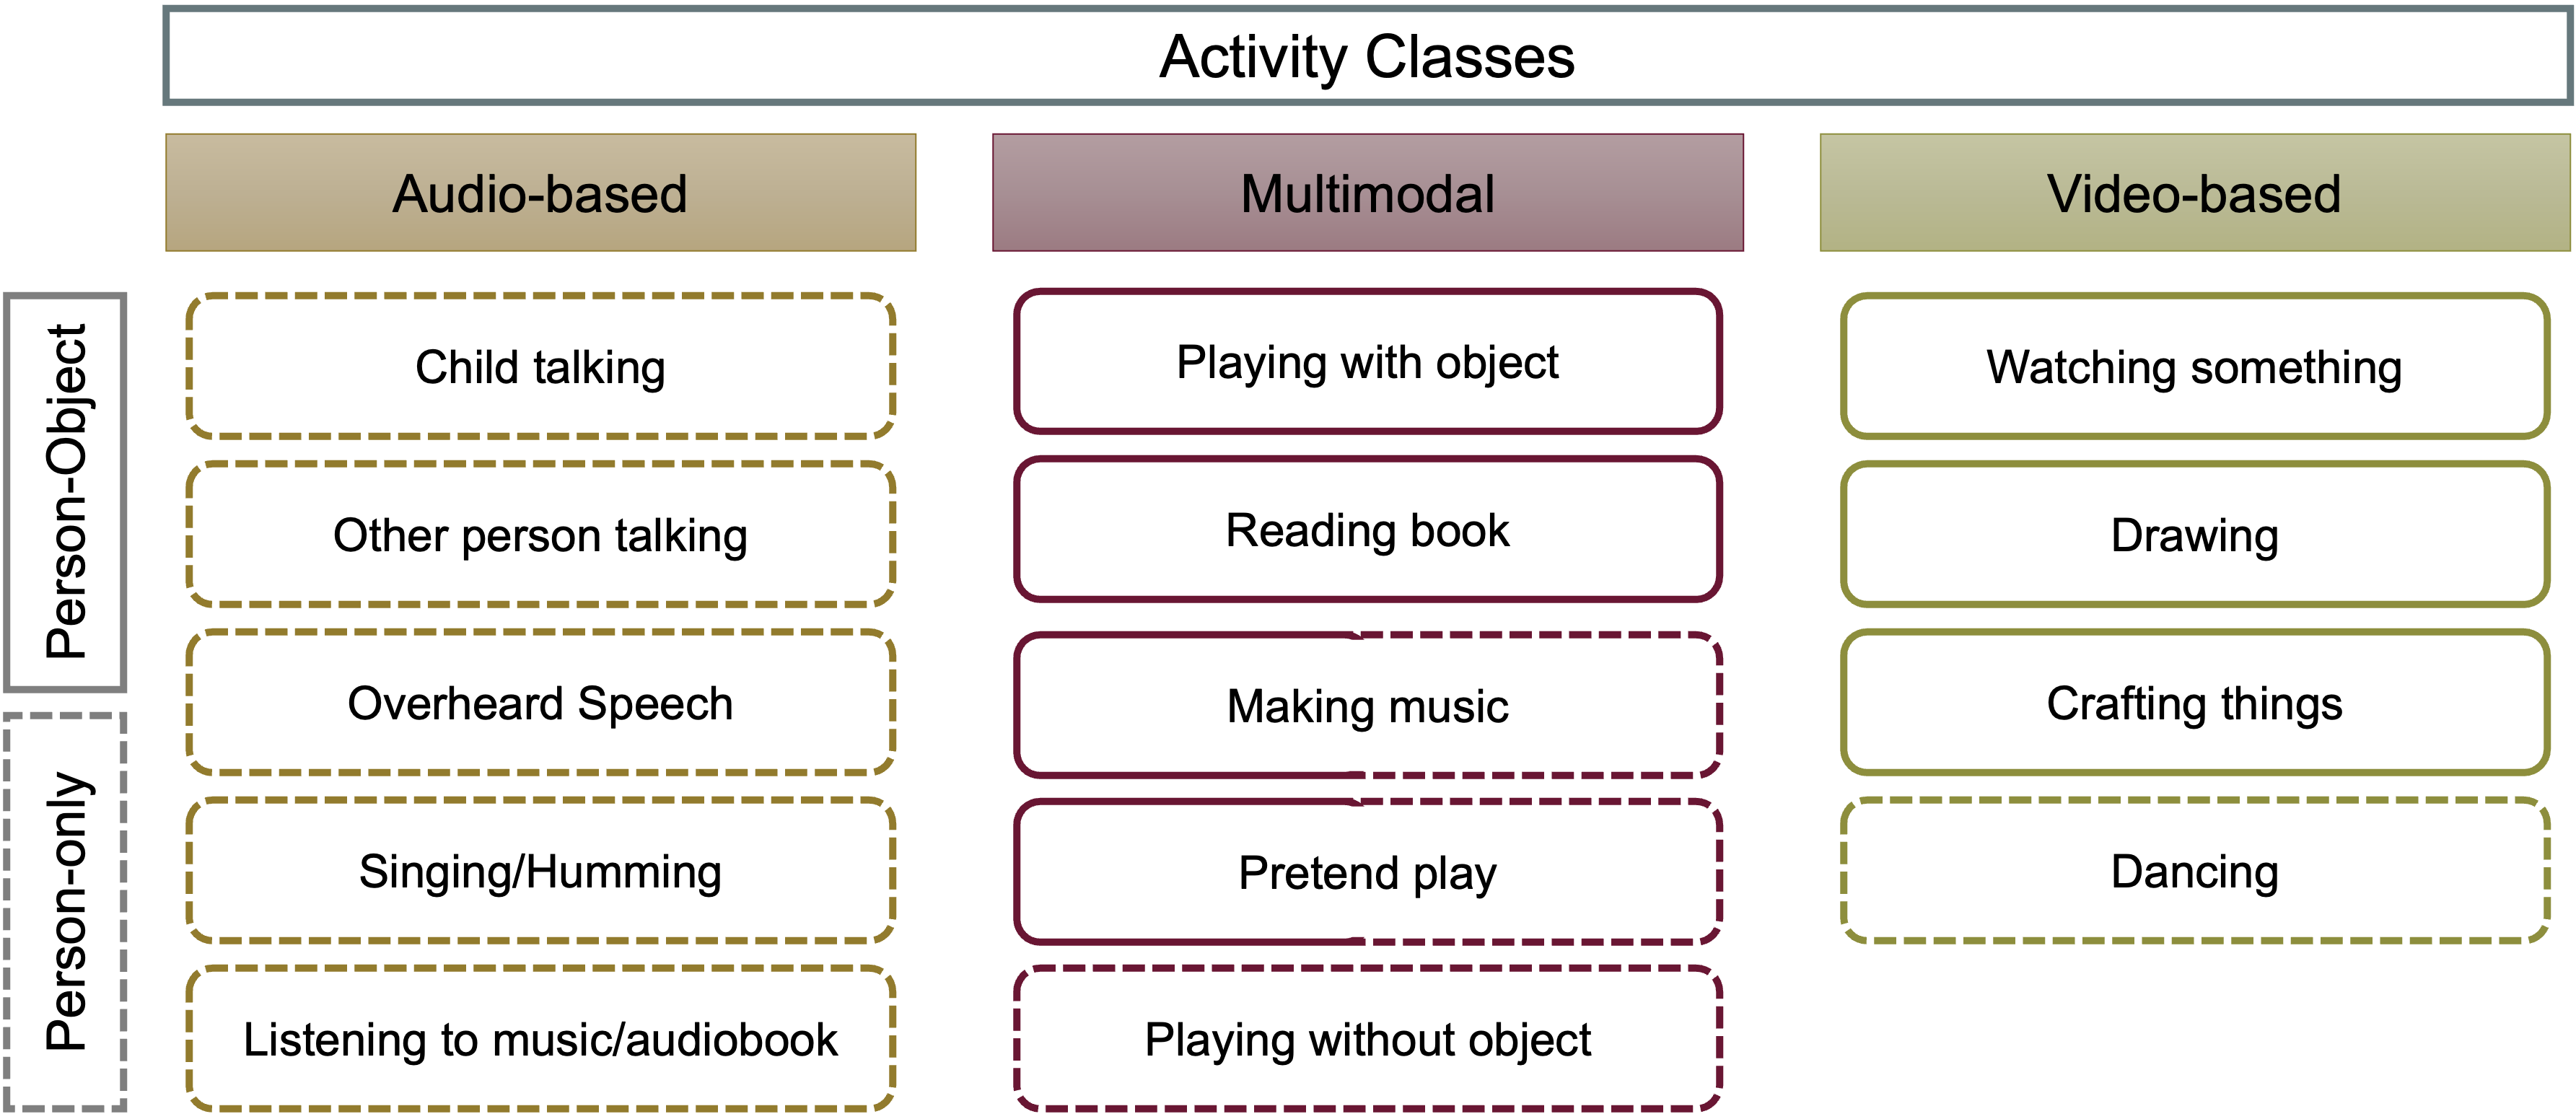 Activity Classes
Audio-based
Multimodal
Video-based
Person-Object
Person-only
Child talking
Other person talking
Overheard Speech
Singing/Humming
Listening to music/audiobook
Playing with object
Reading book
Making music
Pretend play
Playing without object
Watching something
Drawing
Crafting things
Dancing